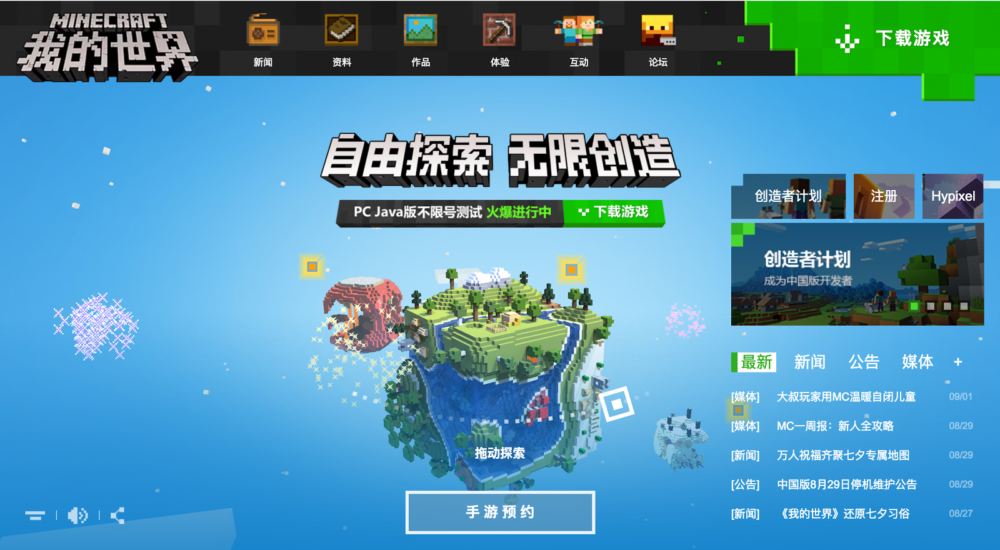 MINECRAFT
我的世界
新闻
资料
作品
体验
互动
论坛
下载游戏
自由探索 无限创造
PC Java版不限号测试 火爆进行中
下载游戏
创造者计划
注册
Hypixel
创造者计划
成为中国版开发者
最新 新闻 公告 媒体 +
[媒体] 大叔玩家用MC温暖自闭儿童 09/01
[媒体] MC一周报：新人全攻略 08/29
[新闻] 万人祝福齐聚七夕专属地图 08/29
[公告] 中国版8月29日停机维护公告 08/29
[新闻] 《我的世界》还原七夕习俗 08/27
拖动探索
手游预约